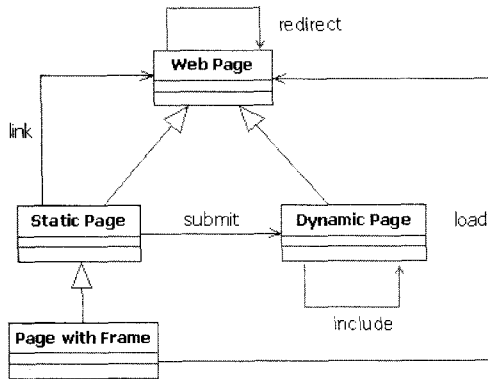 redirect
Web Page
link
Static Page
submit
Dynamic Page
load
include
Page with Frame